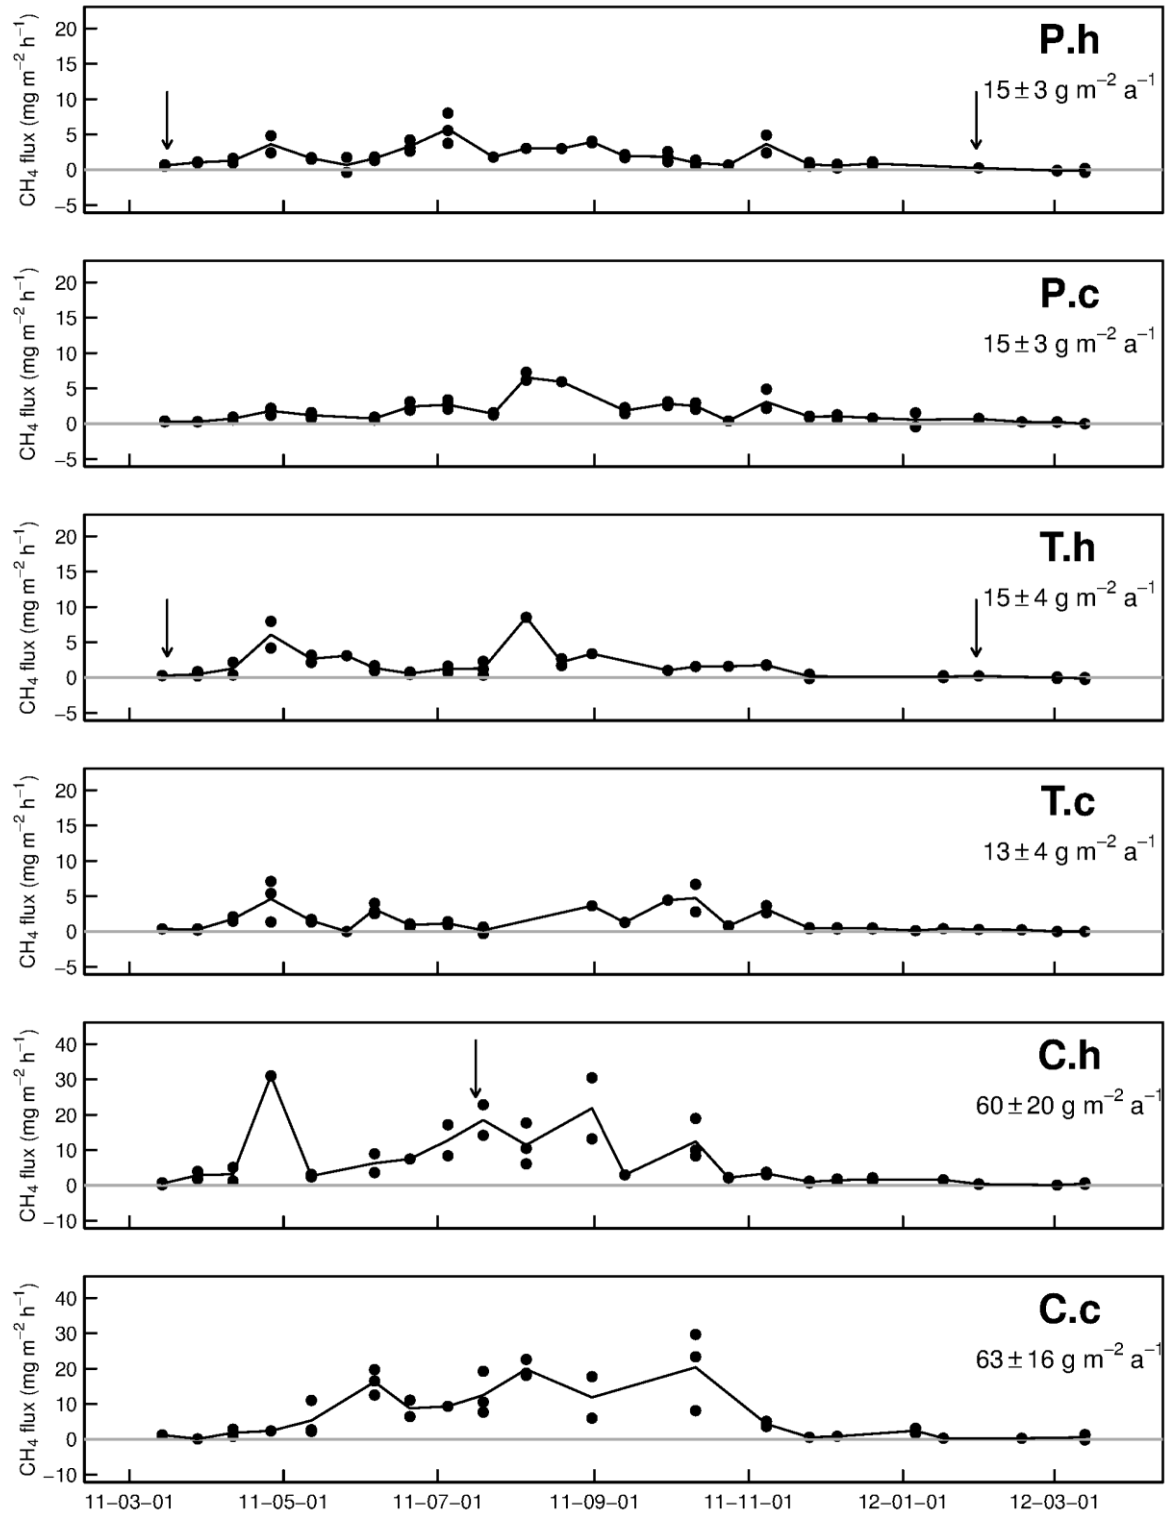 CH₄ flux (mg m⁻² h⁻¹)
20
15
10
5
0
−5
P.h
15±3 g m⁻² a⁻¹
CH₄ flux (mg m⁻² h⁻¹)
20
15
10
5
0
−5
P.c
15±3 g m⁻² a⁻¹
CH₄ flux (mg m⁻² h⁻¹)
20
15
10
5
0
−5
T.h
15±4 g m⁻² a⁻¹
CH₄ flux (mg m⁻² h⁻¹)
20
15
10
5
0
−5
T.c
13±4 g m⁻² a⁻¹
CH₄ flux (mg m⁻² h⁻¹)
40
30
20
10
0
−10
C.h
60±20 g m⁻² a⁻¹
CH₄ flux (mg m⁻² h⁻¹)
40
30
20
10
0
−10
C.c
63±16 g m⁻² a⁻¹
11−03−01 11−05−01 11−07−01 11−09−01 11−11−01 12−01−01 12−03−01